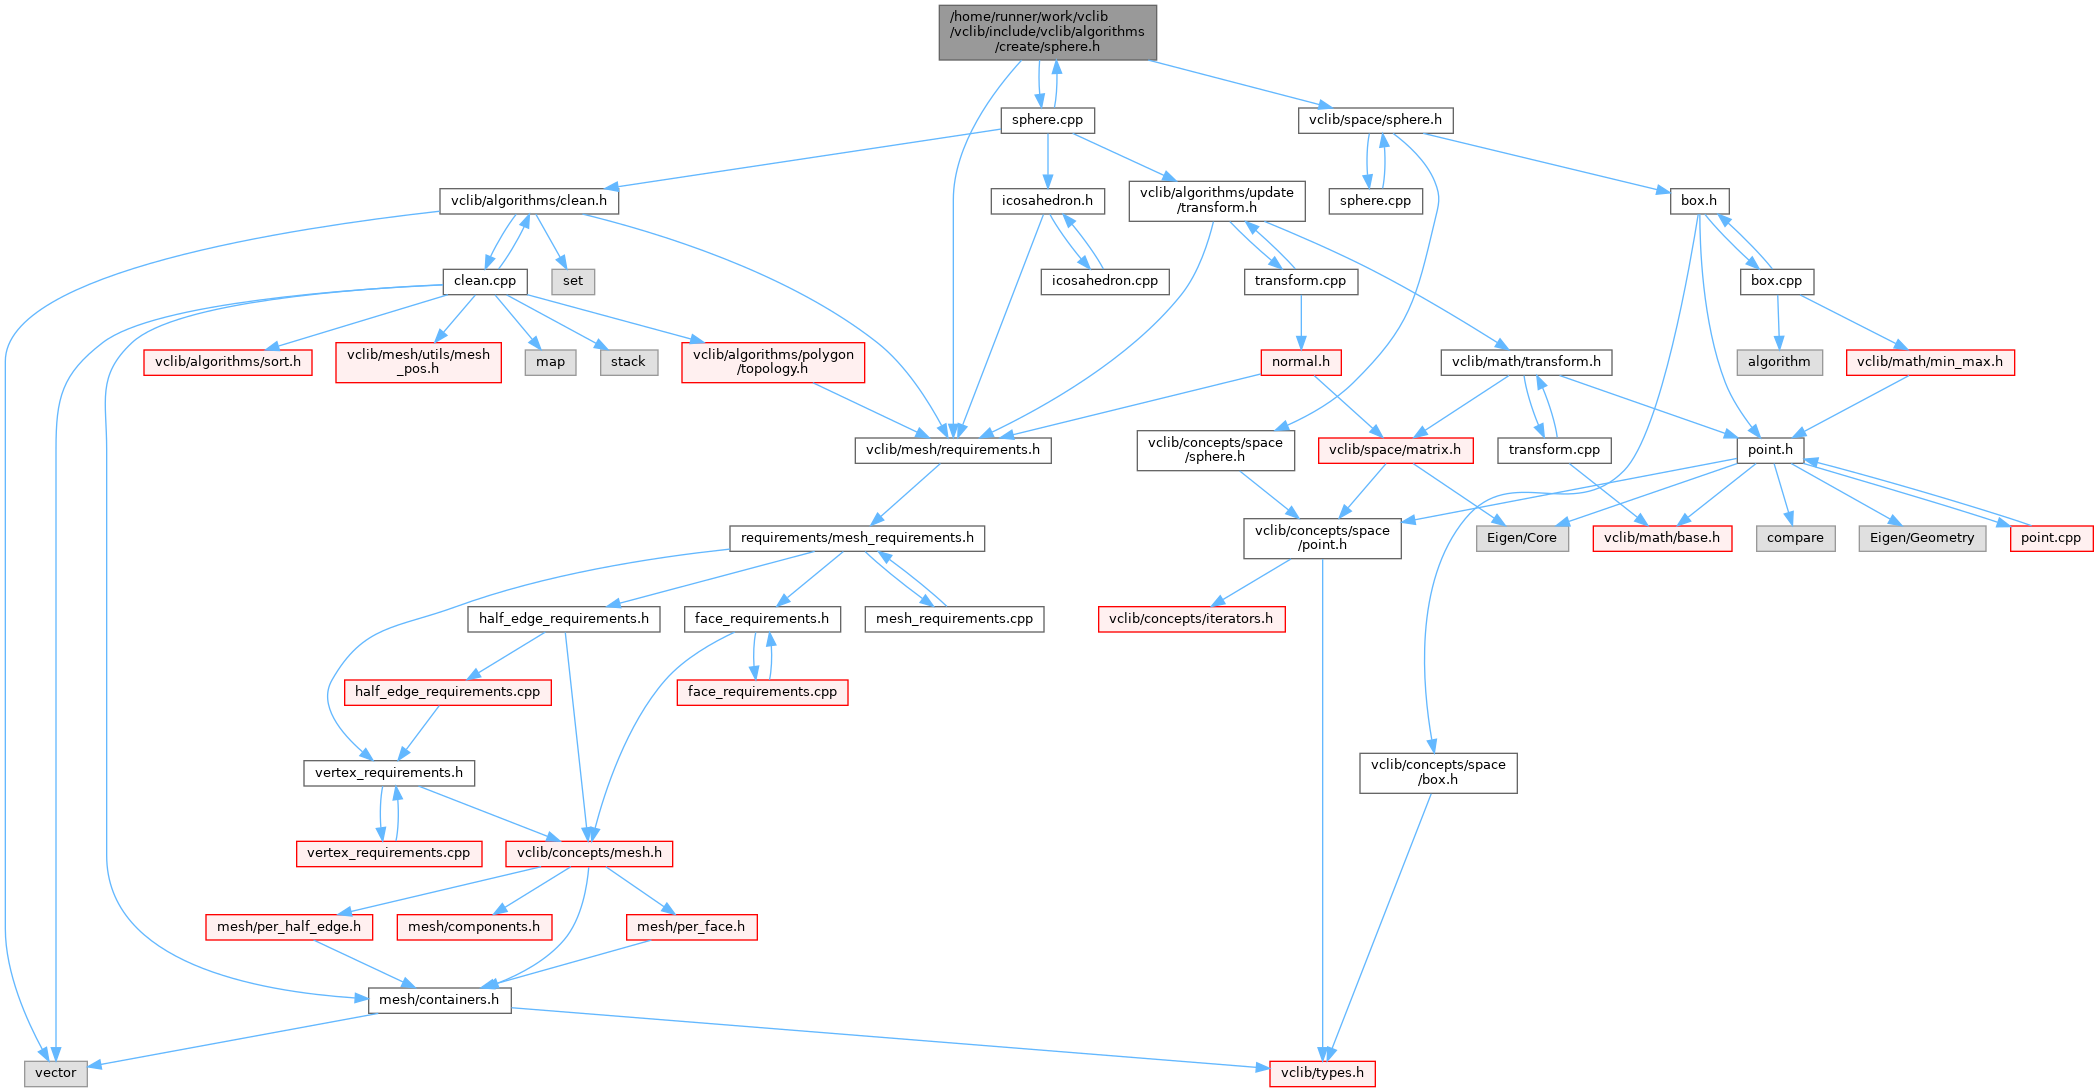 /home/runner/work/vclib
/vclib/include/vclib/algorithms
/create/sphere.h
sphere.cpp
vclib/space/sphere.h
vclib/algorithms/clean.h
icosahedron.h
vclib/algorithms/update
/transform.h
sphere.cpp
box.h
clean.cpp
set
icosahedron.cpp
transform.cpp
box.cpp
vclib/algorithms/sort.h
vclib/mesh/utils/mesh
_pos.h
map
stack
vclib/algorithms/polygon
/topology.h
normal.h
vclib/math/transform.h
algorithm
vclib/math/min_max.h
vclib/mesh/requirements.h
vclib/concepts/space
/sphere.h
vclib/space/matrix.h
transform.cpp
point.h
requirements/mesh_requirements.h
vclib/concepts/space
/point.h
Eigen/Core
vclib/math/base.h
compare
Eigen/Geometry
point.cpp
half_edge_requirements.h
face_requirements.h
mesh_requirements.cpp
vclib/concepts/iterators.h
half_edge_requirements.cpp
face_requirements.cpp
vertex_requirements.h
vclib/concepts/space
/box.h
vertex_requirements.cpp
vclib/concepts/mesh.h
mesh/per_half_edge.h
mesh/components.h
mesh/per_face.h
mesh/containers.h
vector
vclib/types.h